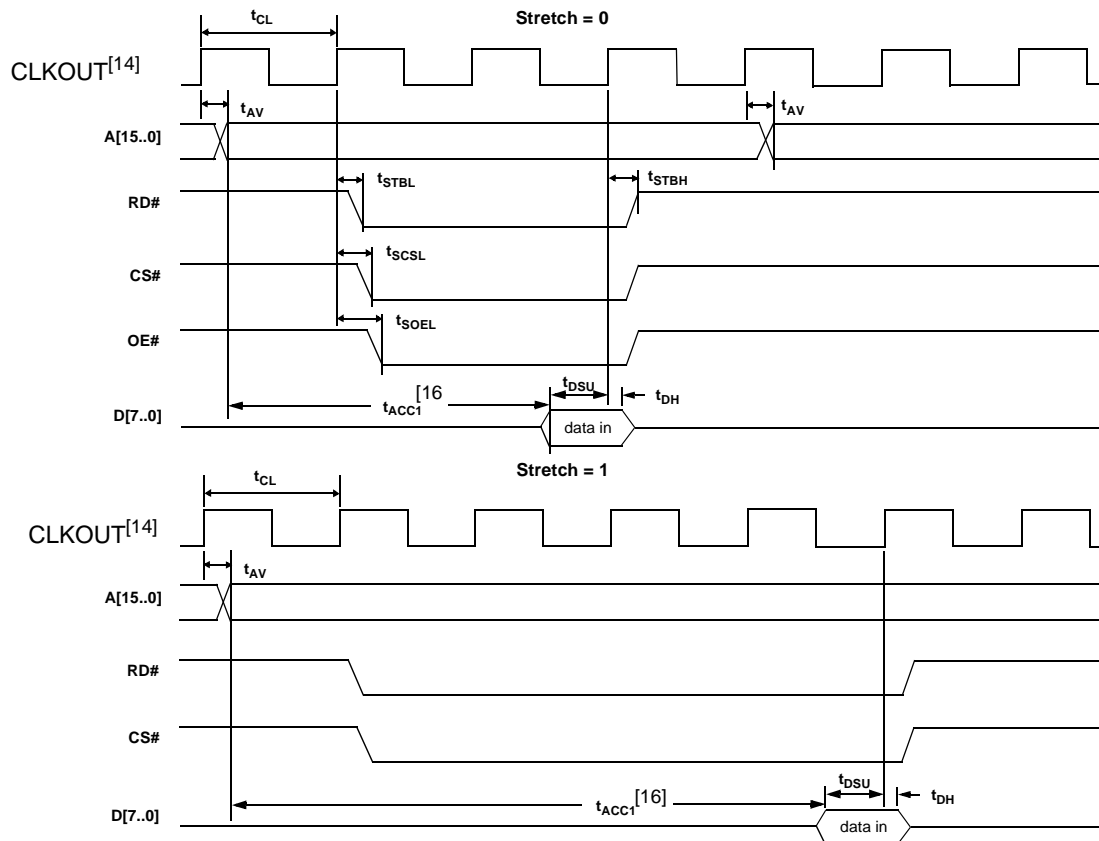 Stretch = 0
tCL
CLKOUT[14]
tAV
tAV
A[15..0]
tSTBL
tSTBH
RD#
tSCSL
CS#
tSOEL
OE#
tACC1[16
tDSU
tDH
D[7..0]
data in
Stretch = 1
tCL
CLKOUT[14]
tAV
A[15..0]
RD#
CS#
tACC1[16]
tDSU
tDH
D[7..0]
data in